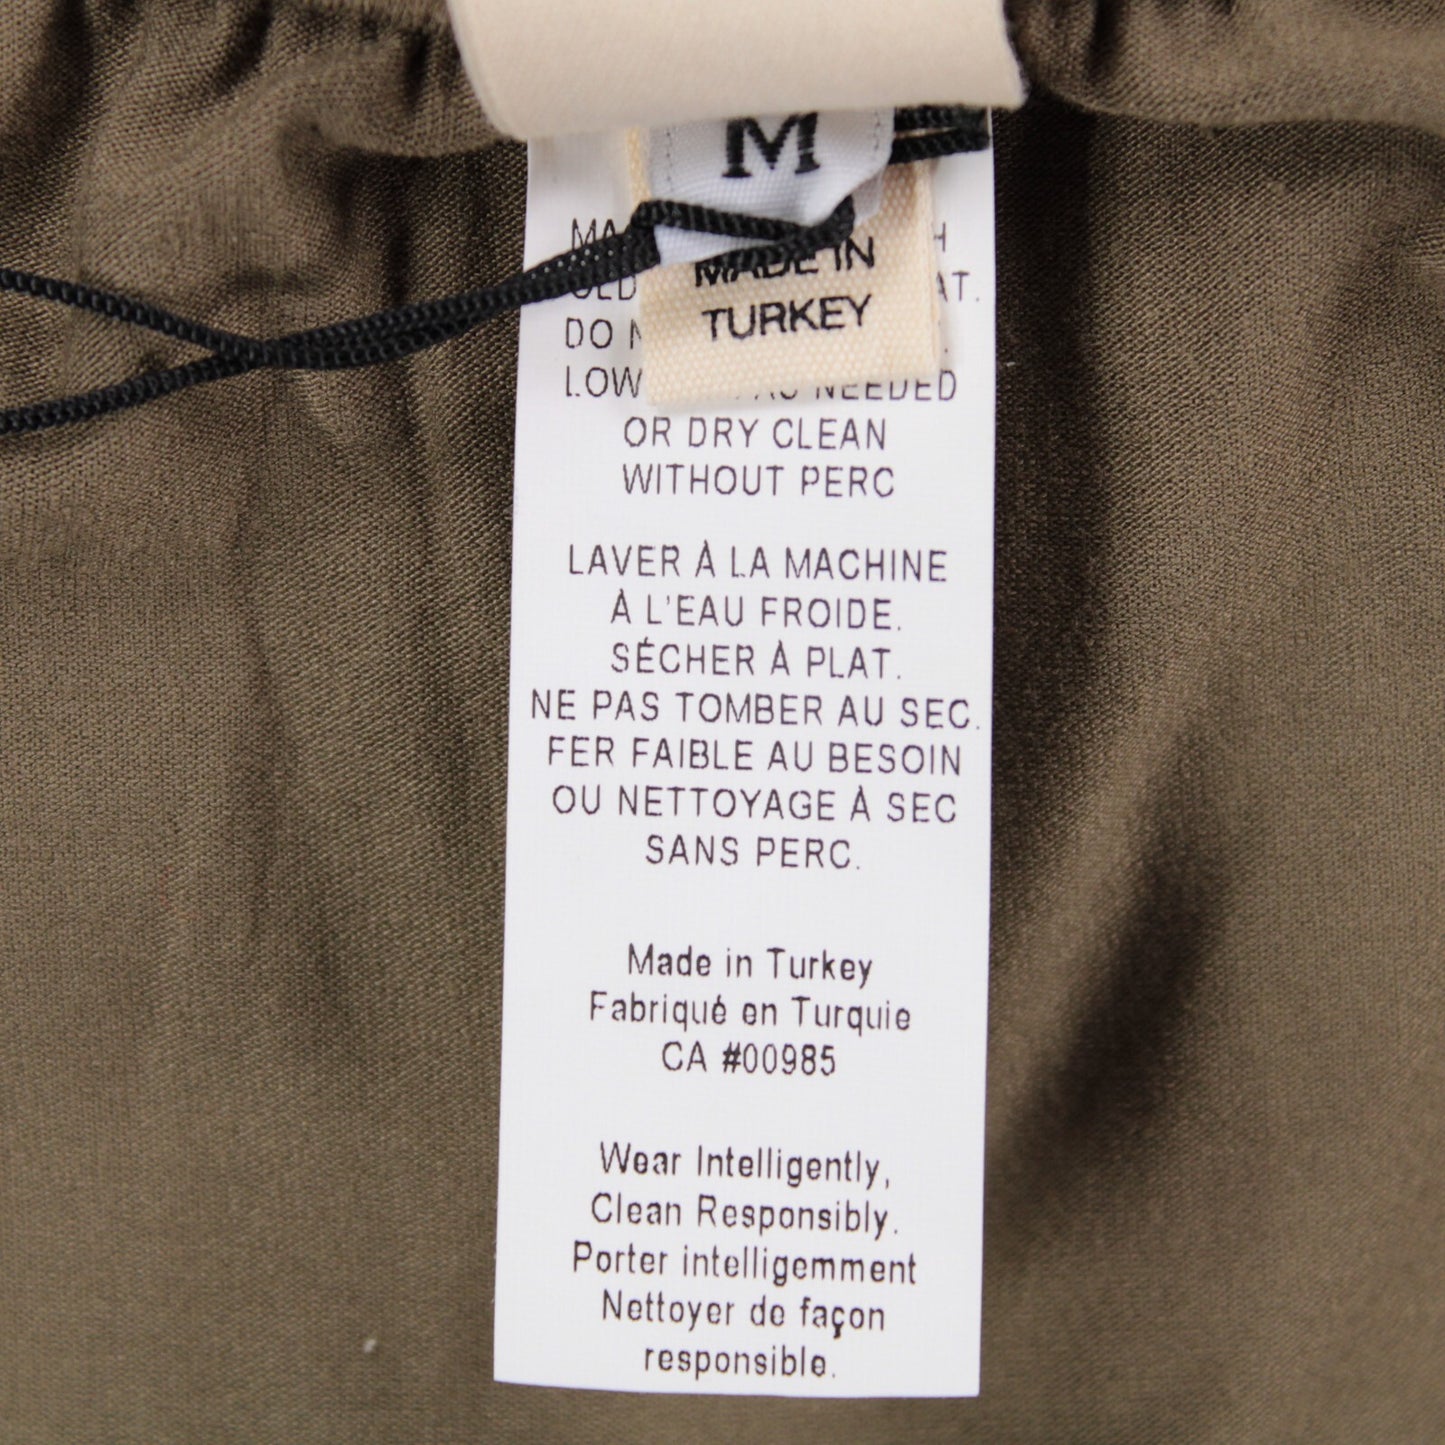 M
MADE IN
TURKEY
DO
LOW NEEDED
OR DRY CLEAN
WITHOUT PERC
LAVER À LA MACHINE
À L'EAU FROIDE.
SÉCHER À PLAT.
NE PAS TOMBER AU SEC.
FER FAIBLE AU BESOIN
OU NETTOYAGE À SEC
SANS PERC.
Made in Turkey
Fabriqué en Turquie
CA #00985
Wear Intelligently,
Clean Responsibly.
Porter intelligemment
Nettoyer de façon
responsible.